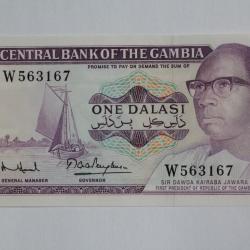 CENTRAL BANK OF THE GAMBIA
PROMISE TO PAY ON DEMAND THE SUM OF
W563167
ONE DALASI
W563167
GENERAL MANAGER
GOVERNOR
SIR DAWDA KAIRABA JAWARA
FIRST PRESIDENT OF REPUBLIC OF THE GAMBIA